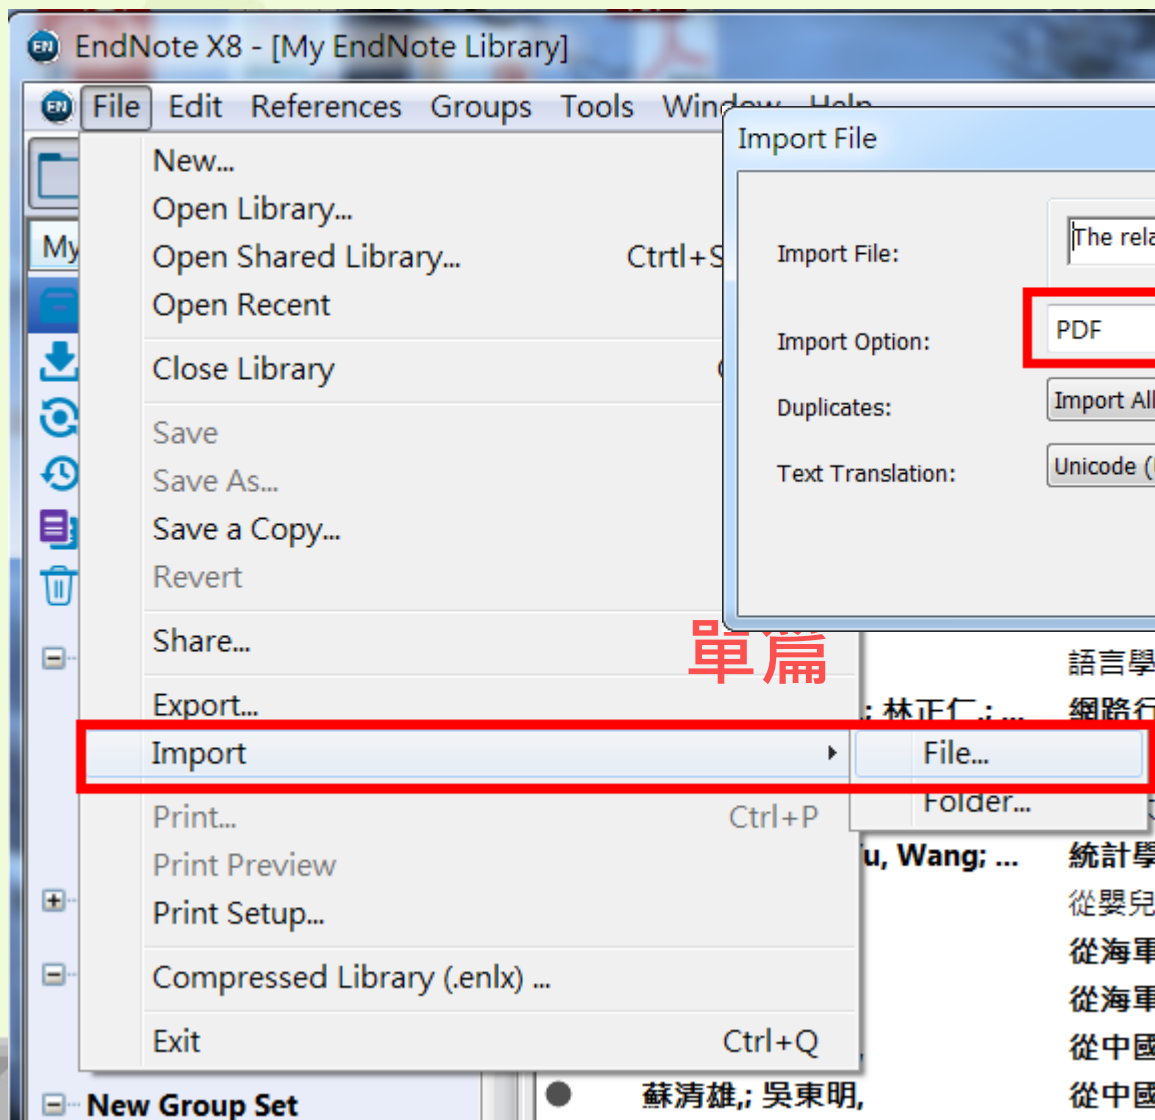 EndNote X8 - [My EndNote Library]
File Edit References Groups Tools Window Help
New...
Open Library...
Open Shared Library... Ctrtl+S
Open Recent
Close Library
Save
Save As...
Save a Copy...
Revert
Share...
Export...
Import
Print... Ctrl+P
Print Preview
Print Setup...
Compressed Library (.enlx) ...
Exit Ctrl+Q
My
Import File
Import File: The rela
Import Option: PDF
Duplicates: Import All
Text Translation: Unicode (
單篇
File...
Folder...
語言學
; 林正仁,; ... 網路行
u, Wang; ... 統計學
從嬰兒
從海軍
從海軍
從中國
New Group Set
蘇清雄,; 吳東明, 從中國